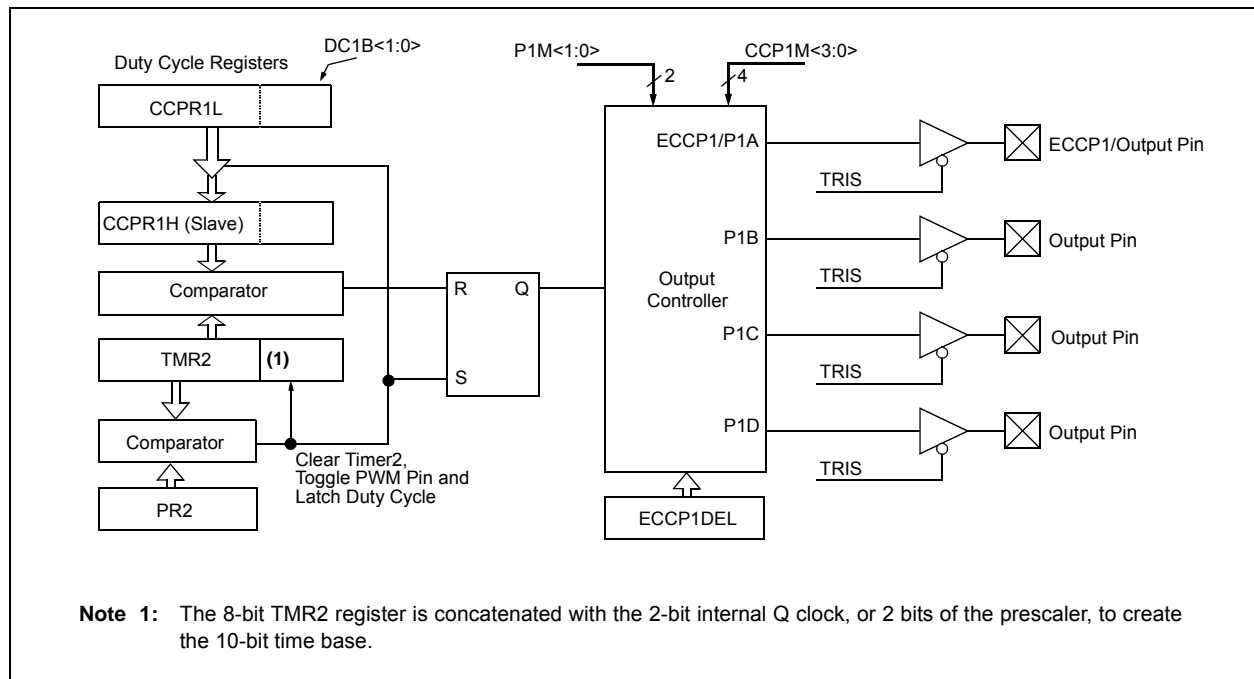 DC1B<1:0>
Duty Cycle Registers
CCPR1L
CCPR1H (Slave)
Comparator
TMR2
(1)
Comparator
PR2
Clear Timer2,
Toggle PWM Pin and
Latch Duty Cycle
R
Q
S
P1M<1:0>
2
CCP1M<3:0>
4
ECCP1/P1A
P1B
Output
Controller
P1C
P1D
ECCP1DEL
TRIS
ECCP1/Output Pin
TRIS
Output Pin
TRIS
Output Pin
TRIS
Output Pin
Note 1: The 8-bit TMR2 register is concatenated with the 2-bit internal Q clock, or 2 bits of the prescaler, to create
the 10-bit time base.